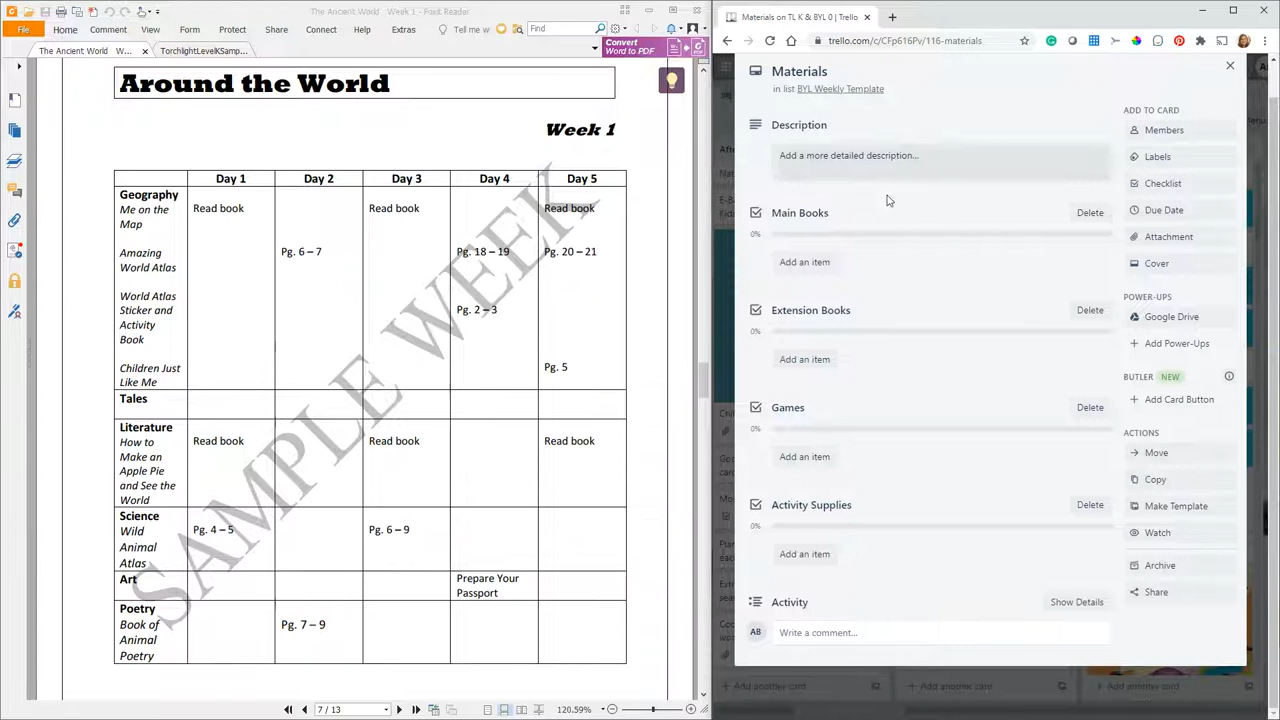 The Ancient World Week 1 - Foxit Reader
File Home Comment View Form Protect Share Connect Help Extras Tell me w Find
The Ancient World W... TorchlightLevelKSamp...
Convert Word to PDF
Around the World
Week 1
Day 1 Day 2 Day 3 Day 4 Day 5
Geography
Me on the Read book Read book Read book
Map
Amazing Pg. 6 – 7 Pg. 18 – 19 Pg. 20 – 21
World Atlas
World Atlas
Sticker and Pg. 2 – 3
Activity
Book
Children Just Pg. 5
Like Me
Tales
Literature
How to Read book Read book Read book
Make an
Apple Pie
and See the
World
Science
Wild Pg. 4 – 5 Pg. 6 – 9
Animal
Atlas
Art Prepare Your
Passport
Poetry
Book of Pg. 7 – 9
Animal
Poetry
SAMPLE WEEK
7 / 13 120.59%
Materials on TL K & BYL 0 | Trello
trello.com/c/CFp616Pv/116-materials
Materials
in list BYL Weekly Template
Description
Add a more detailed description...
Main Books Delete
0%
Add an item
Extension Books Delete
0%
Add an item
Games Delete
0%
Add an item
Activity Supplies Delete
0%
Add an item
Activity Show Details
AB Write a comment...
ADD TO CARD
Members
Labels
Checklist
Due Date
Attachment
Cover
POWER-UPS
Google Drive
Add Power-Ups
BUTLER NEW
Add Card Button
ACTIONS
Move
Copy
Make Template
Watch
Archive
Share
+ Add another card + Add another card + Add another card